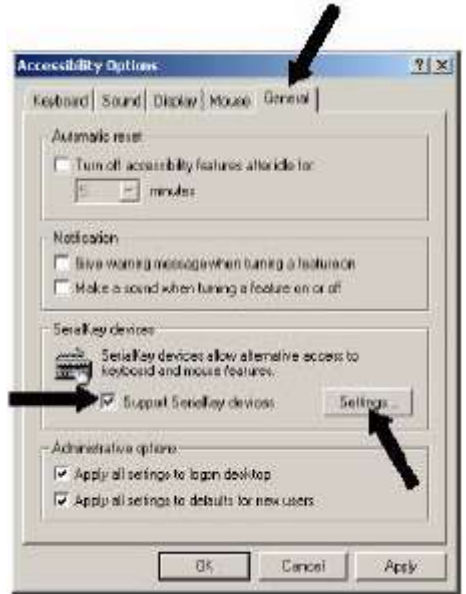 Accessibility Options
Keyboard Sound Display Mouse General
Automatic reset
Turn off accessibility features after idle for
5 minutes
Notification
Give warning message when turning a feature on
Make a sound when turning a feature on or off
SerialKey devices
SerialKey devices allow alternative access to
keyboard and mouse features.
Support SerialKey devices Settings...
Administrative options
Apply all settings to logon desktop
Apply all settings to defaults for new users
OK Cancel Apply